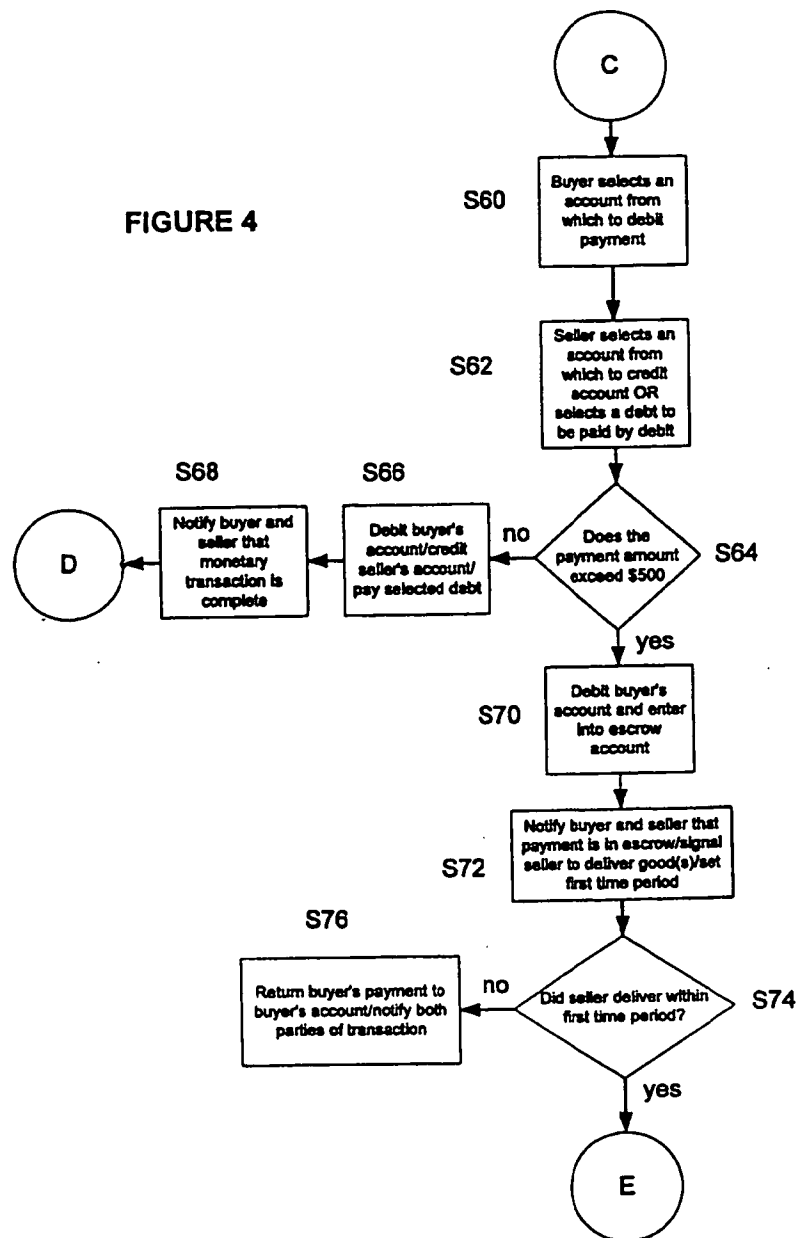 C
S60
Buyer selects an
account from
which to debit
payment
FIGURE 4
S62
Seller selects an
account from
which to credit
account OR
selects a debt to
be paid by debit
S68
S66
Notify buyer and
seller that
monetary
transaction is
complete
Debit buyer's
account/credit
seller's account/
pay selected debt
no
Does the
payment amount
exceed $500
S64
D
yes
S70
Debit buyer's
account and enter
into escrow
account
S72
Notify buyer and seller that
payment is in escrow/signal
seller to deliver good(s)/set
first time period
S76
Return buyer's payment to
buyer's account/notify both
parties of transaction
no
Did seller deliver within
first time period?
S74
yes
E